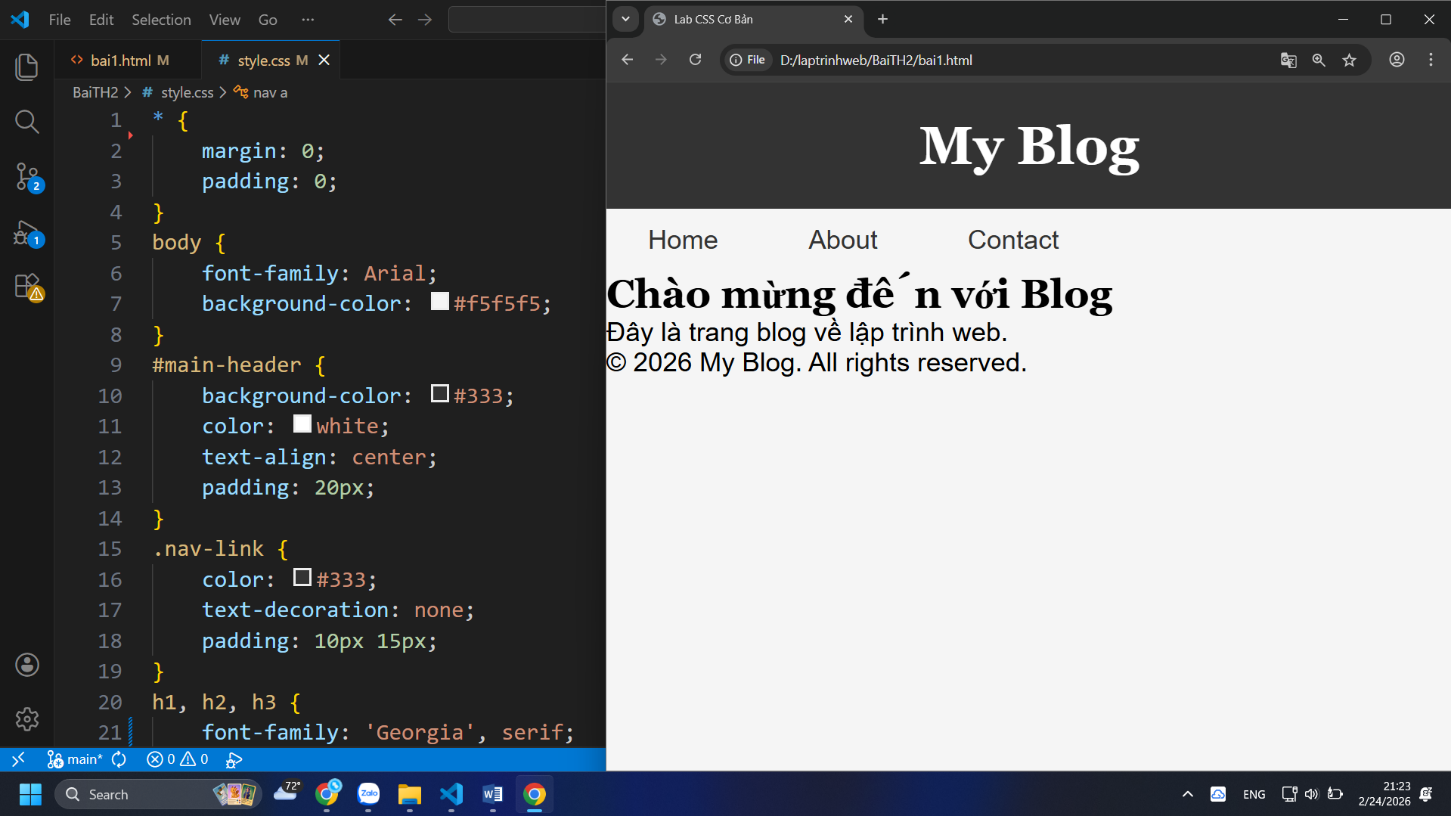 File Edit Selection View Go ···
bai1.html M
# style.css M
BaiTH2 > # style.css > nav a
1 * {
2 margin: 0;
3 padding: 0;
4 }
5 body {
6 font-family: Arial;
7 background-color: #f5f5f5;
8 }
9 #main-header {
10 background-color: #333;
11 color: white;
12 text-align: center;
13 padding: 20px;
14 }
15 .nav-link {
16 color: #333;
17 text-decoration: none;
18 padding: 10px 15px;
19 }
20 h1, h2, h3 {
21 font-family: 'Georgia', serif;
2
1
main* 0 0
Lab CSS Cơ Bản
File D:/laptrinhweb/BaiTH2/bai1.html
My Blog
Home About Contact
Chào mừng đến với Blog
Đây là trang blog về lập trình web.
© 2026 My Blog. All rights reserved.
Search
72°
Zalo
ENG
21:23
2/24/2026